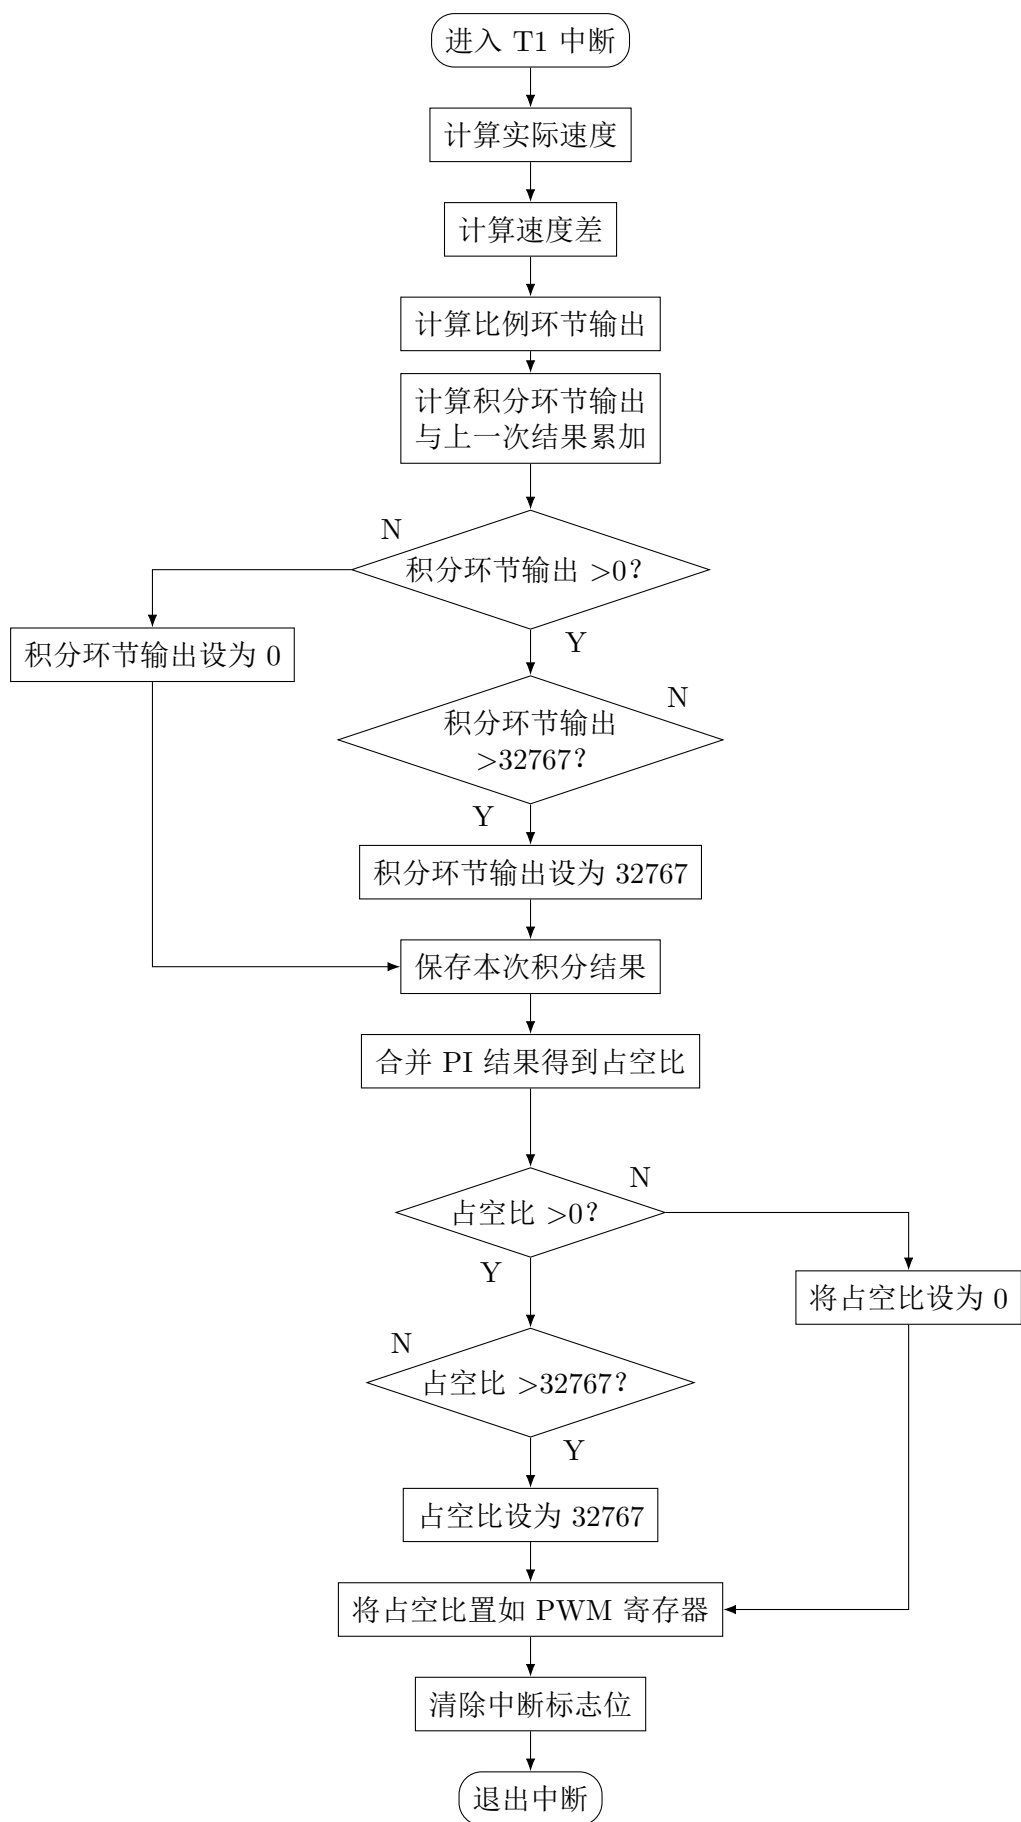 进入 T1 中断
计算实际速度
计算速度差
计算比例环节输出
计算积分环节输出
与上一次结果累加
N
积分环节输出 >0?
Y
积分环节输出设为 0
N
积分环节输出
>32767?
Y
积分环节输出设为 32767
保存本次积分结果
合并 PI 结果得到占空比
N
占空比 >0?
Y
将占空比设为 0
N
占空比 >32767?
Y
占空比设为 32767
将占空比置如 PWM 寄存器
清除中断标志位
退出中断